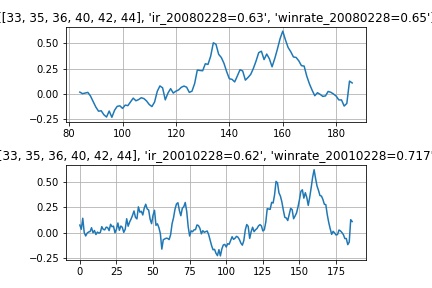 [33, 35, 36, 40, 42, 44], 'ir_20080228=0.63', 'winrate_20080228=0.65'
0.50
0.25
0.00
−0.25
80 100 120 140 160 180
[33, 35, 36, 40, 42, 44], 'ir_20010228=0.62', 'winrate_20010228=0.717'
0.50
0.25
0.00
−0.25
0 25 50 75 100 125 150 175